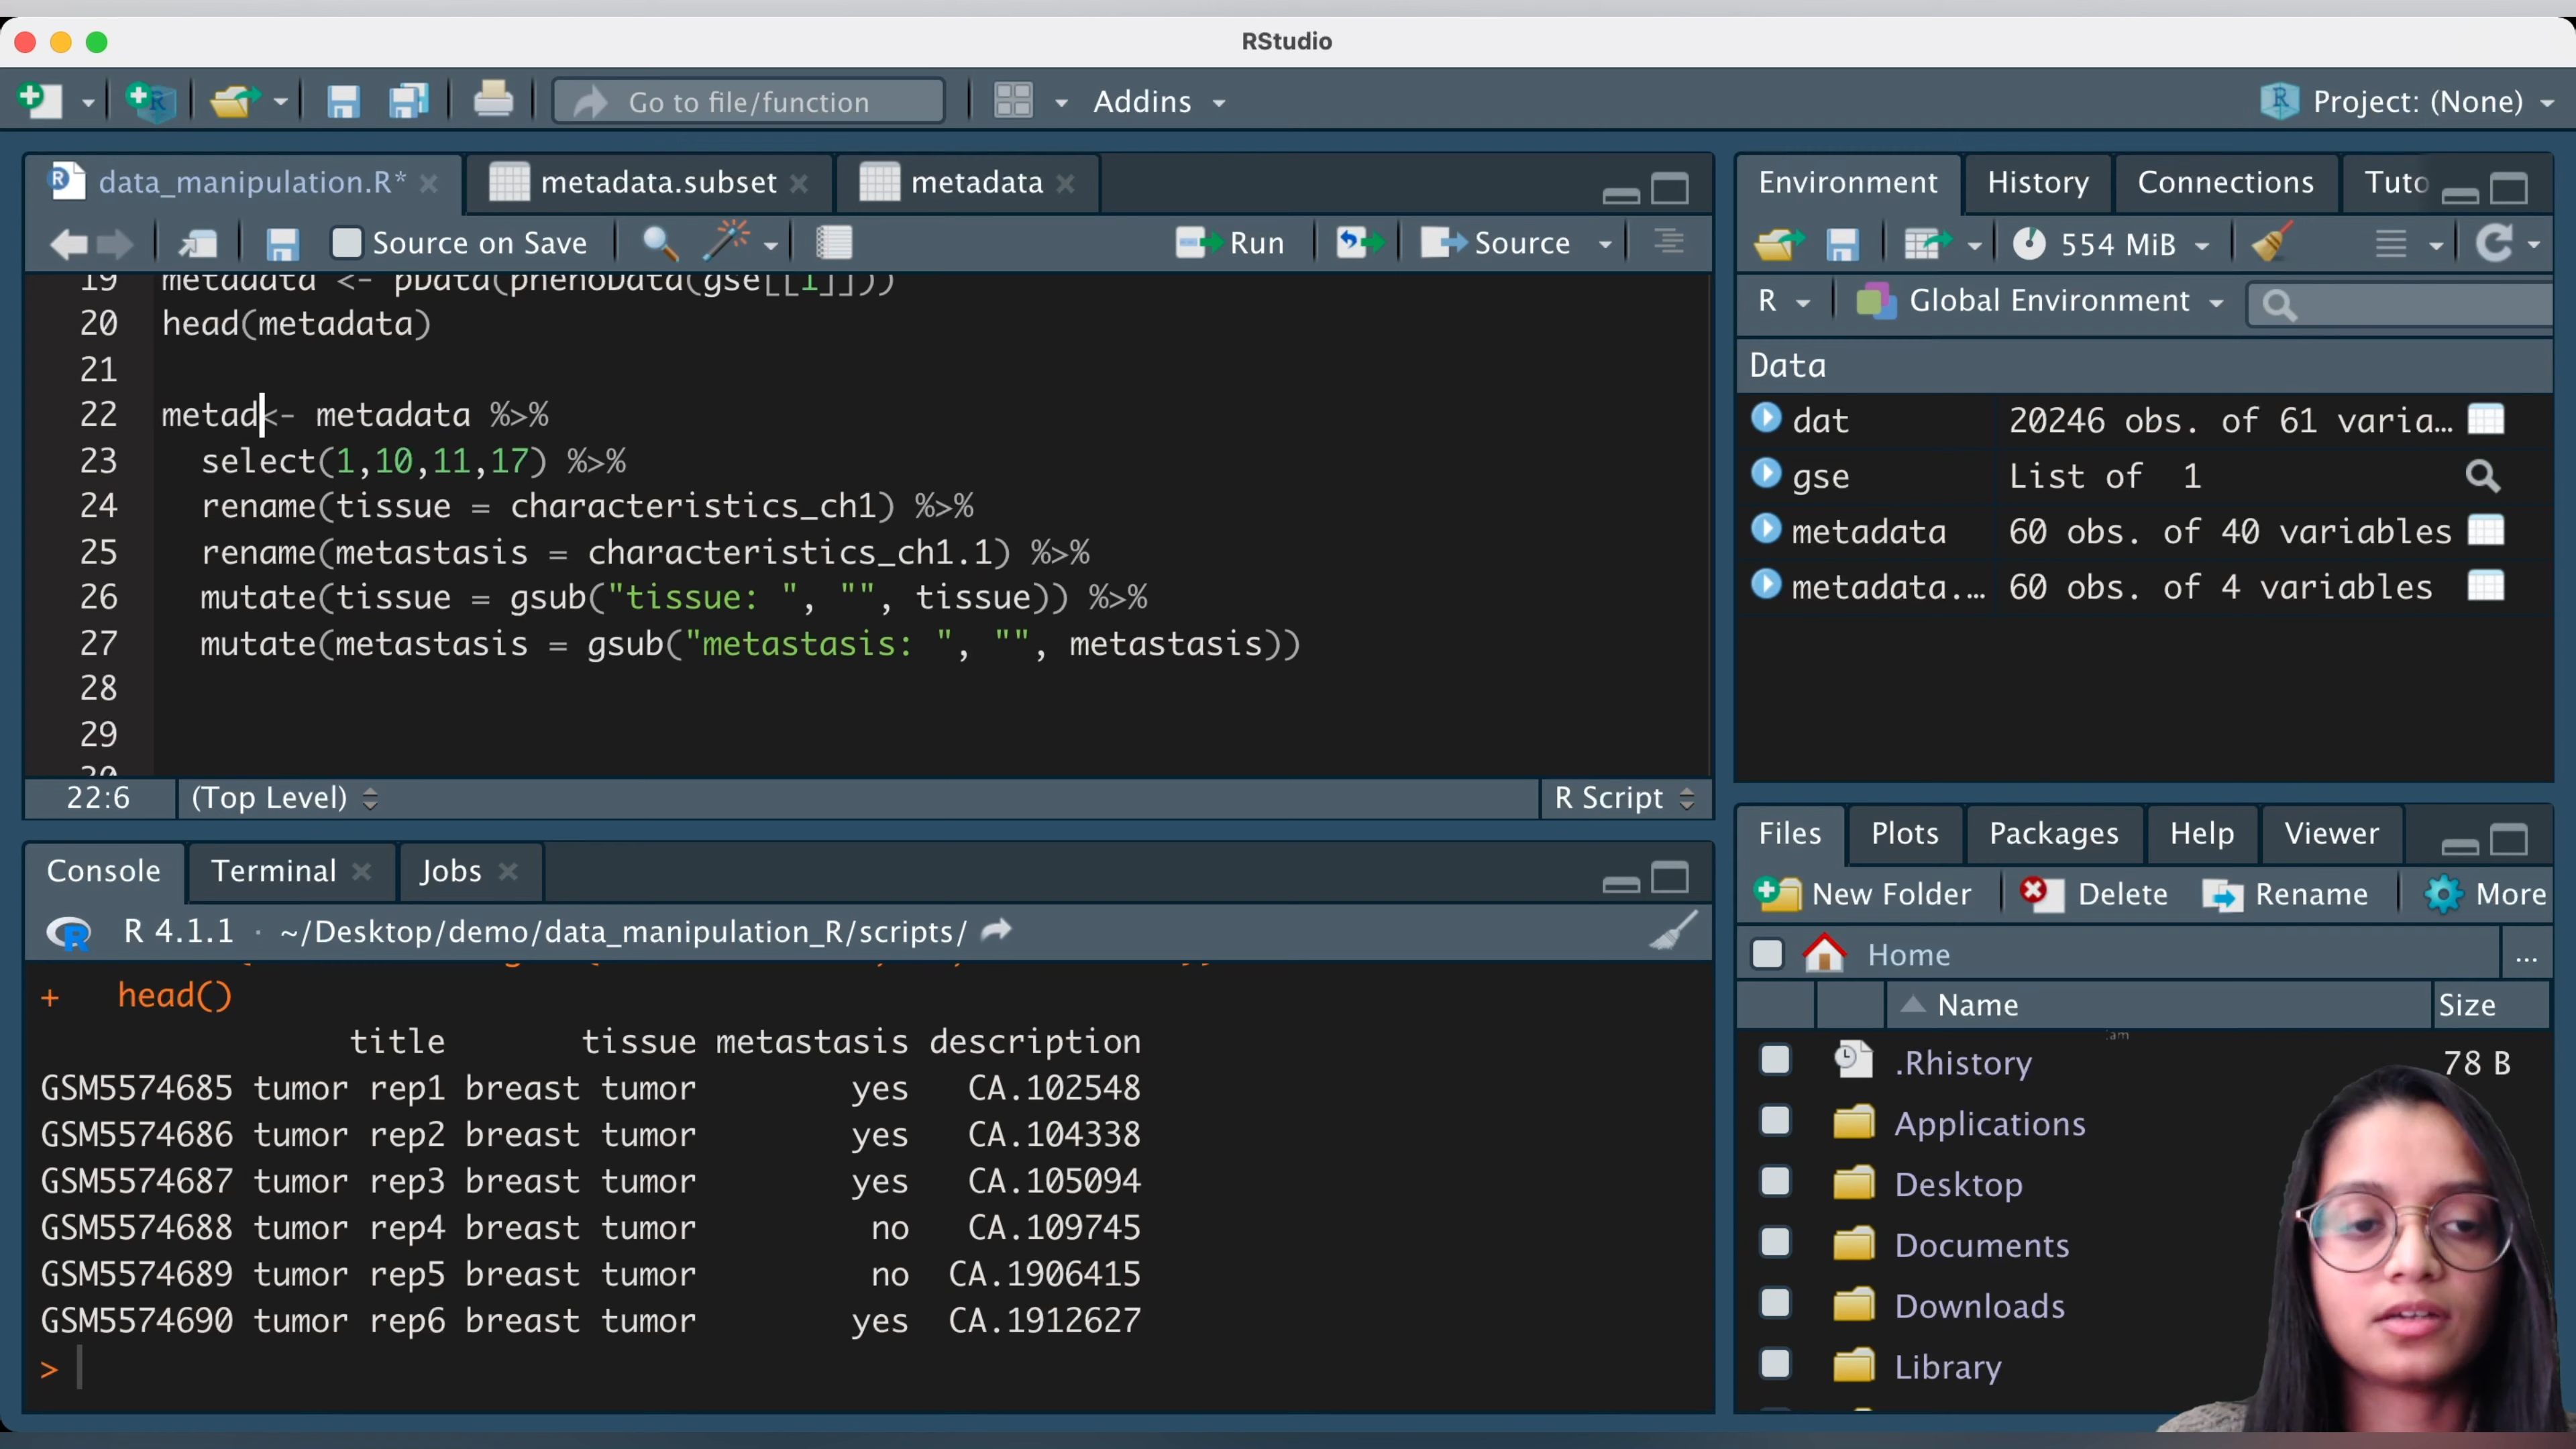 RStudio
Go to file/function
Addins
Project: (None)
data_manipulation.R*
metadata.subset
metadata
Source on Save
Run
Source
19 metadata <- pData(phenoData(gse[[1]]))
20 head(metadata)
21
22 metad<- metadata %>%
23 select(1,10,11,17) %>%
24 rename(tissue = characteristics_ch1) %>%
25 rename(metastasis = characteristics_ch1.1) %>%
26 mutate(tissue = gsub("tissue: ", "", tissue)) %>%
27 mutate(metastasis = gsub("metastasis: ", "", metastasis))
28
29
22:6 (Top Level)
R Script
Console Terminal Jobs
R 4.1.1 · ~/Desktop/demo/data_manipulation_R/scripts/
+ head()
title tissue metastasis description
GSM5574685 tumor rep1 breast tumor yes CA.102548
GSM5574686 tumor rep2 breast tumor yes CA.104338
GSM5574687 tumor rep3 breast tumor yes CA.105094
GSM5574688 tumor rep4 breast tumor no CA.109745
GSM5574689 tumor rep5 breast tumor no CA.1906415
GSM5574690 tumor rep6 breast tumor yes CA.1912627
>
Environment History Connections Tuto
554 MiB
R Global Environment
Data
dat 20246 obs. of 61 varia…
gse List of 1
metadata 60 obs. of 40 variables
metadata.… 60 obs. of 4 variables
Files Plots Packages Help Viewer
New Folder Delete Rename More
Home ...
Name Size
.Rhistory 78 B
Applications
Desktop
Documents
Downloads
Library